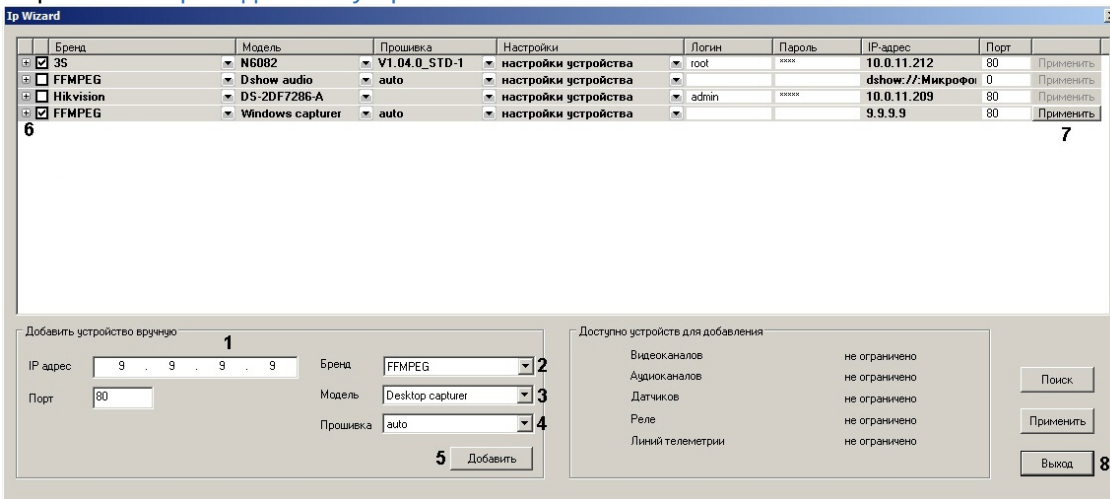 Ip Wizard
Бренд Модель Прошивка Настройки Логин Пароль IP-адрес Порт
3S N6082 V1.04.0_STD-1 настройки устройства root **** 10.0.11.212 80 Применить
FFMPEG Dshow audio auto настройки устройства dshow://:Микрофо 0 Применить
Hikvision DS-2DF7286-A настройки устройства admin ***** 10.0.11.209 80 Применить
FFMPEG Windows capturer auto настройки устройства 9.9.9.9 80 Применить
6 7
Добавить устройство вручную
1
IP адрес 9 . 9 . 9 . 9
Порт 80
Бренд FFMPEG 2
Модель Desktop capturer 3
Прошивка auto 4
5 Добавить
Доступно устройств для добавления
Видеоканалов не ограничено
Аудиоканалов не ограничено
Датчиков не ограничено
Реле не ограничено
Линий телеметрии не ограничено
Поиск
Применить
Выход 8